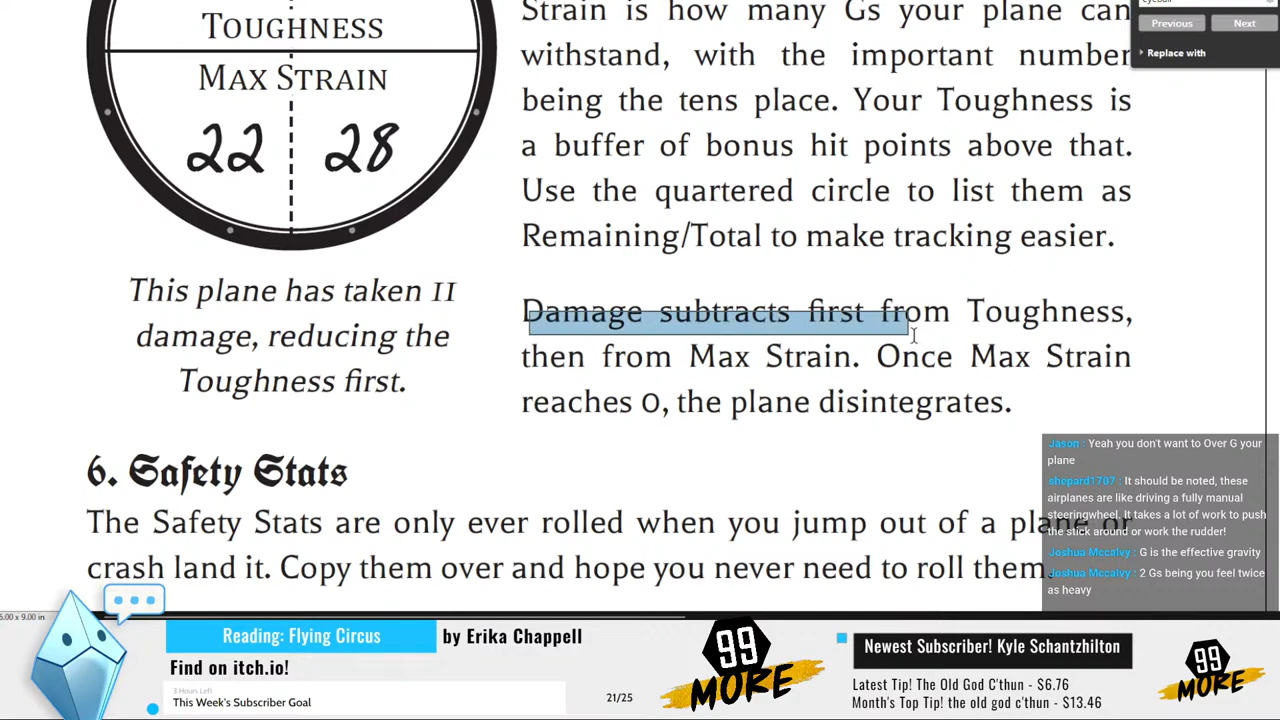 Toughness
Max Strain
22 28
This plane has taken 11
damage, reducing the
Toughness first.
Strain is how many Gs your plane can
withstand, with the important number
being the tens place. Your Toughness is
a buffer of bonus hit points above that.
Use the quartered circle to list them as
Remaining/Total to make tracking easier.
Damage subtracts first from Toughness,
then from Max Strain. Once Max Strain
reaches 0, the plane disintegrates.
6. Safety Stats
The Safety Stats are only ever rolled when you jump out of a plane or
crash land it. Copy them over and hope you never need to roll them.
Previous Next
Replace with
Jason : Yeah you don't want to Over G your
plane
shepard1707 : It should be noted, these
airplanes are like driving a fully manual
steeringwheel. It takes a lot of work to push
the stick around or work the rudder!
Joshua Mccalvy : G is the effective gravity
Joshua Mccalvy : 2 Gs being you feel twice
as heavy
6.00 x 9.00 in
Reading: Flying Circus by Erika Chappell
Find on itch.io!
3 Hours Left
This Week's Subscriber Goal
21/25
99
MORE
Newest Subscriber! Kyle Schantzhilton
Latest Tip! The Old God C'thun - $6.76
Month's Top Tip! the old god c'thun - $13.46
99
MORE